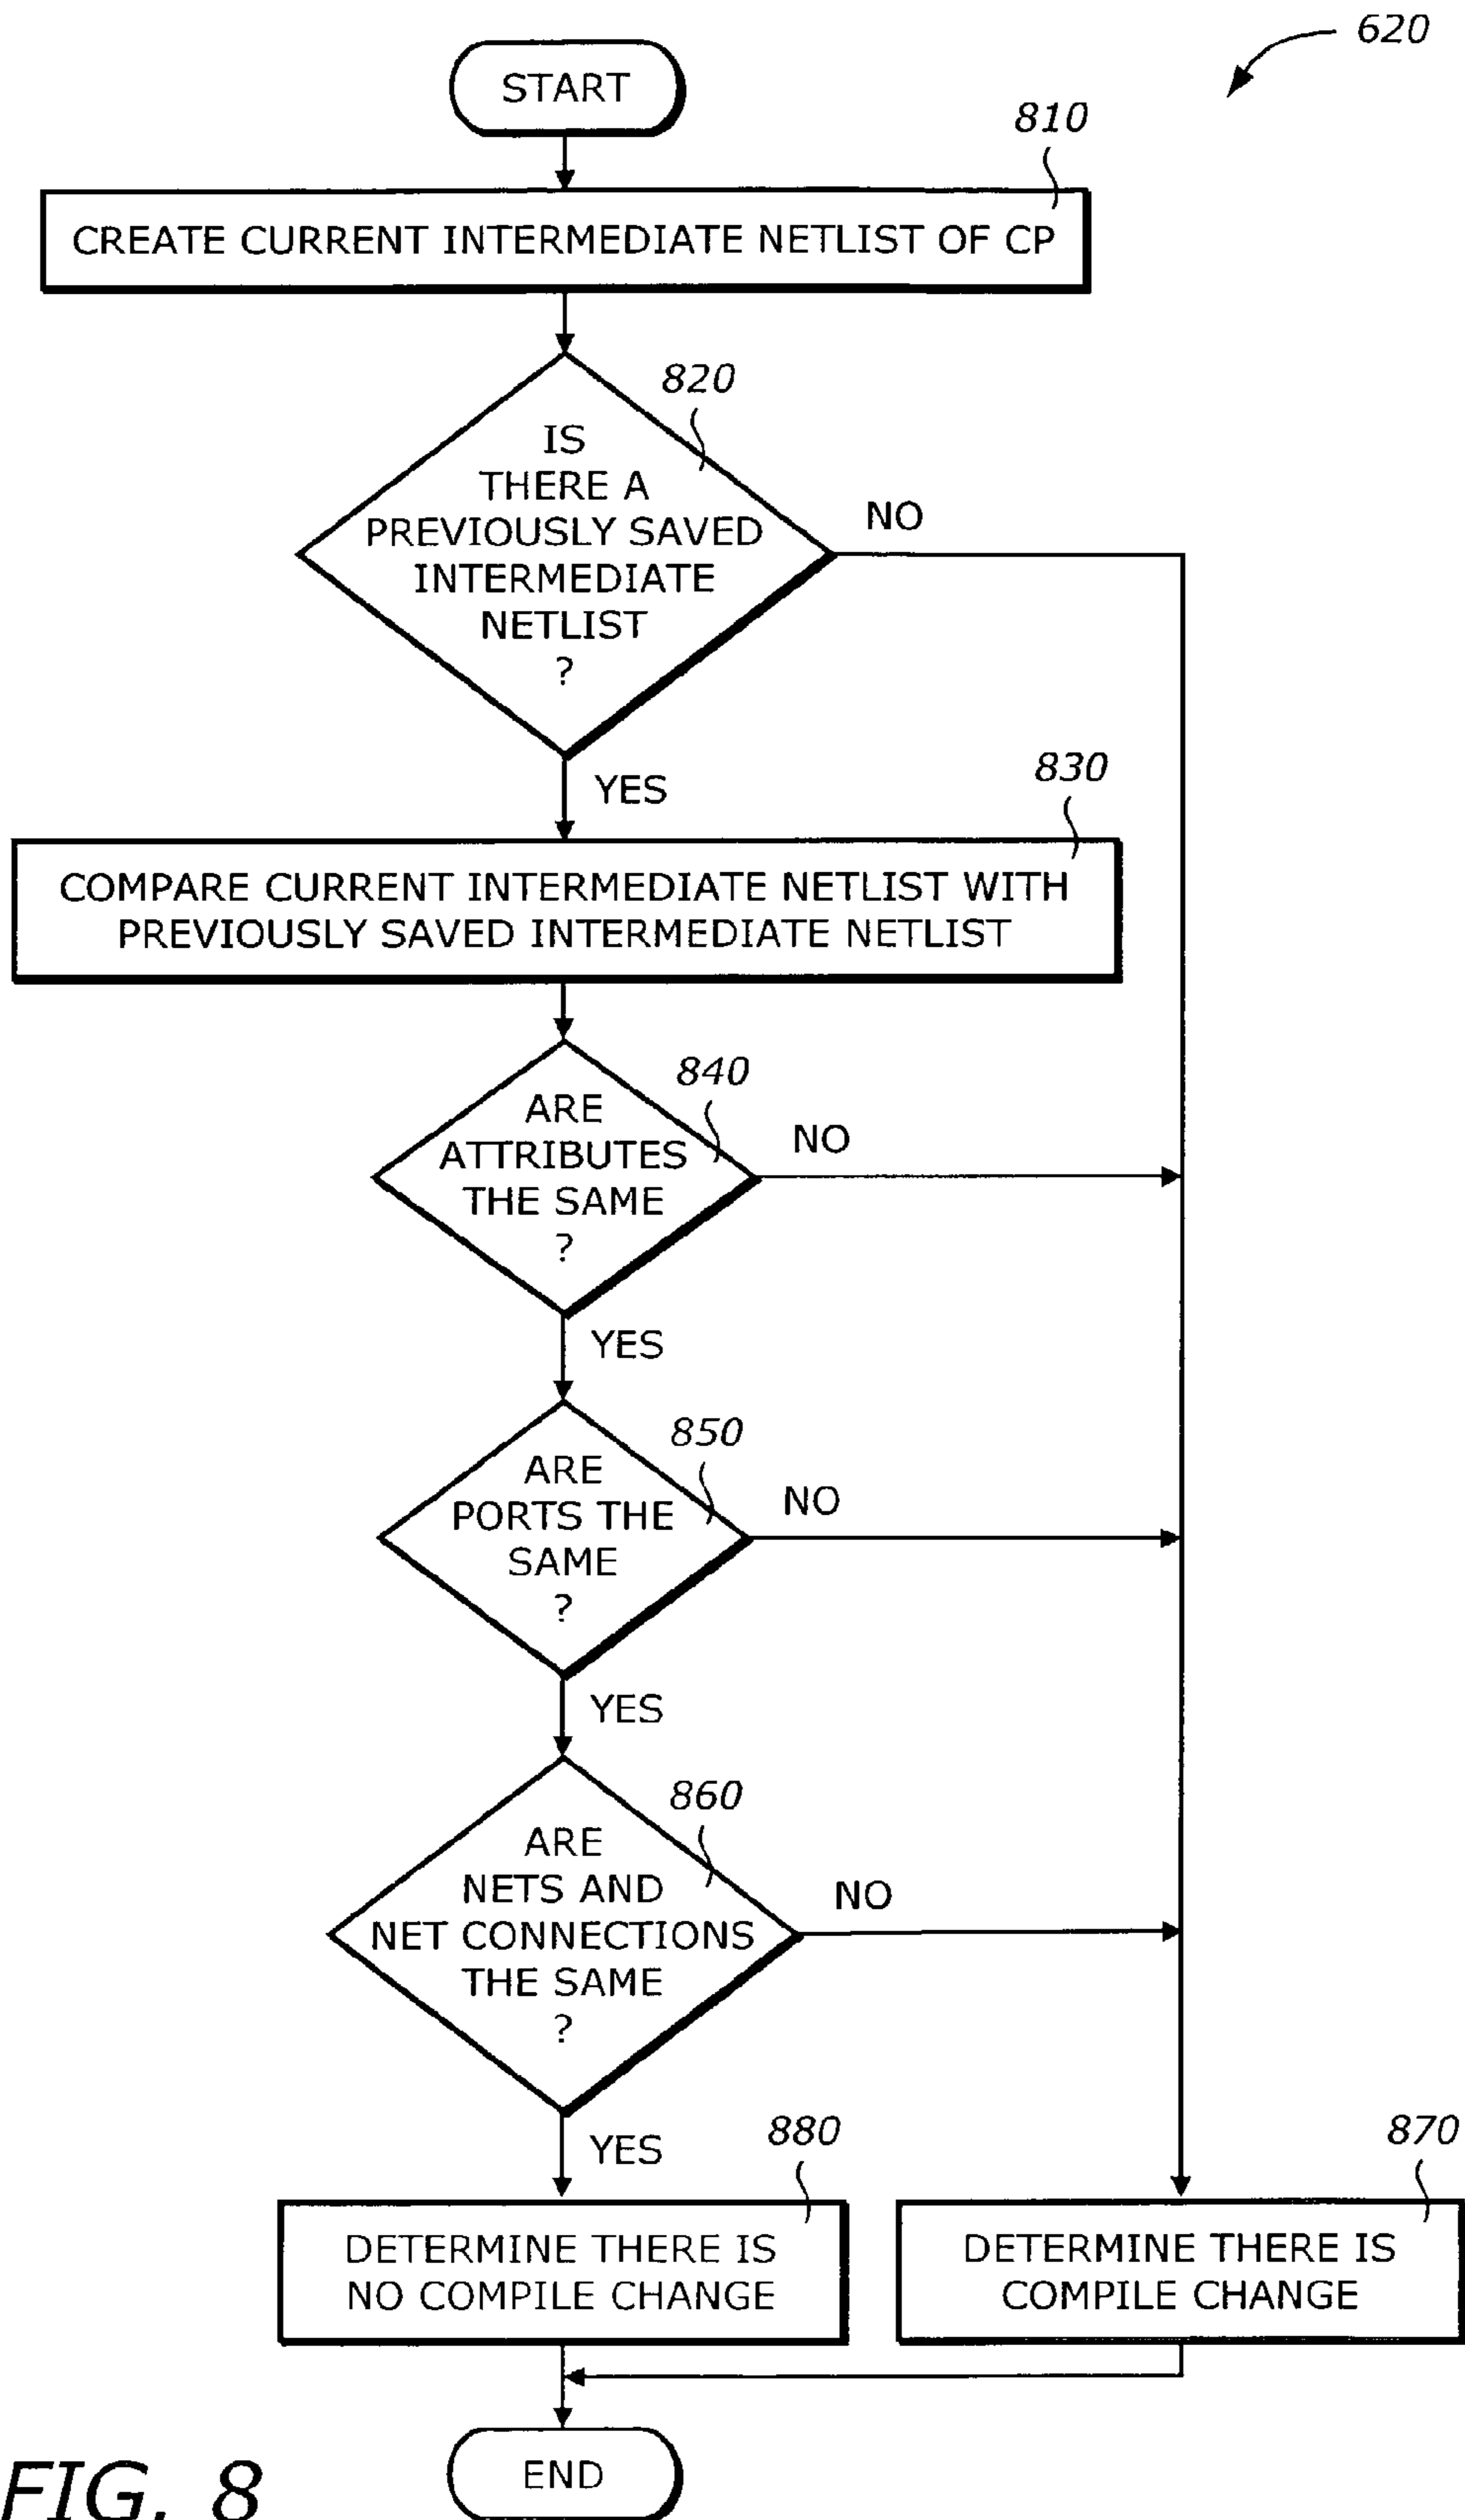 620
START
810
CREATE CURRENT INTERMEDIATE NETLIST OF CP
820
IS
THERE A
PREVIOUSLY SAVED
INTERMEDIATE
NETLIST
?
NO
YES
830
COMPARE CURRENT INTERMEDIATE NETLIST WITH
PREVIOUSLY SAVED INTERMEDIATE NETLIST
840
ARE
ATTRIBUTES
THE SAME
?
NO
YES
850
ARE
PORTS THE
SAME
?
NO
YES
860
ARE
NETS AND
NET CONNECTIONS
THE SAME
?
NO
YES
880
DETERMINE THERE IS
NO COMPILE CHANGE
870
DETERMINE THERE IS
COMPILE CHANGE
END
FIG. 8